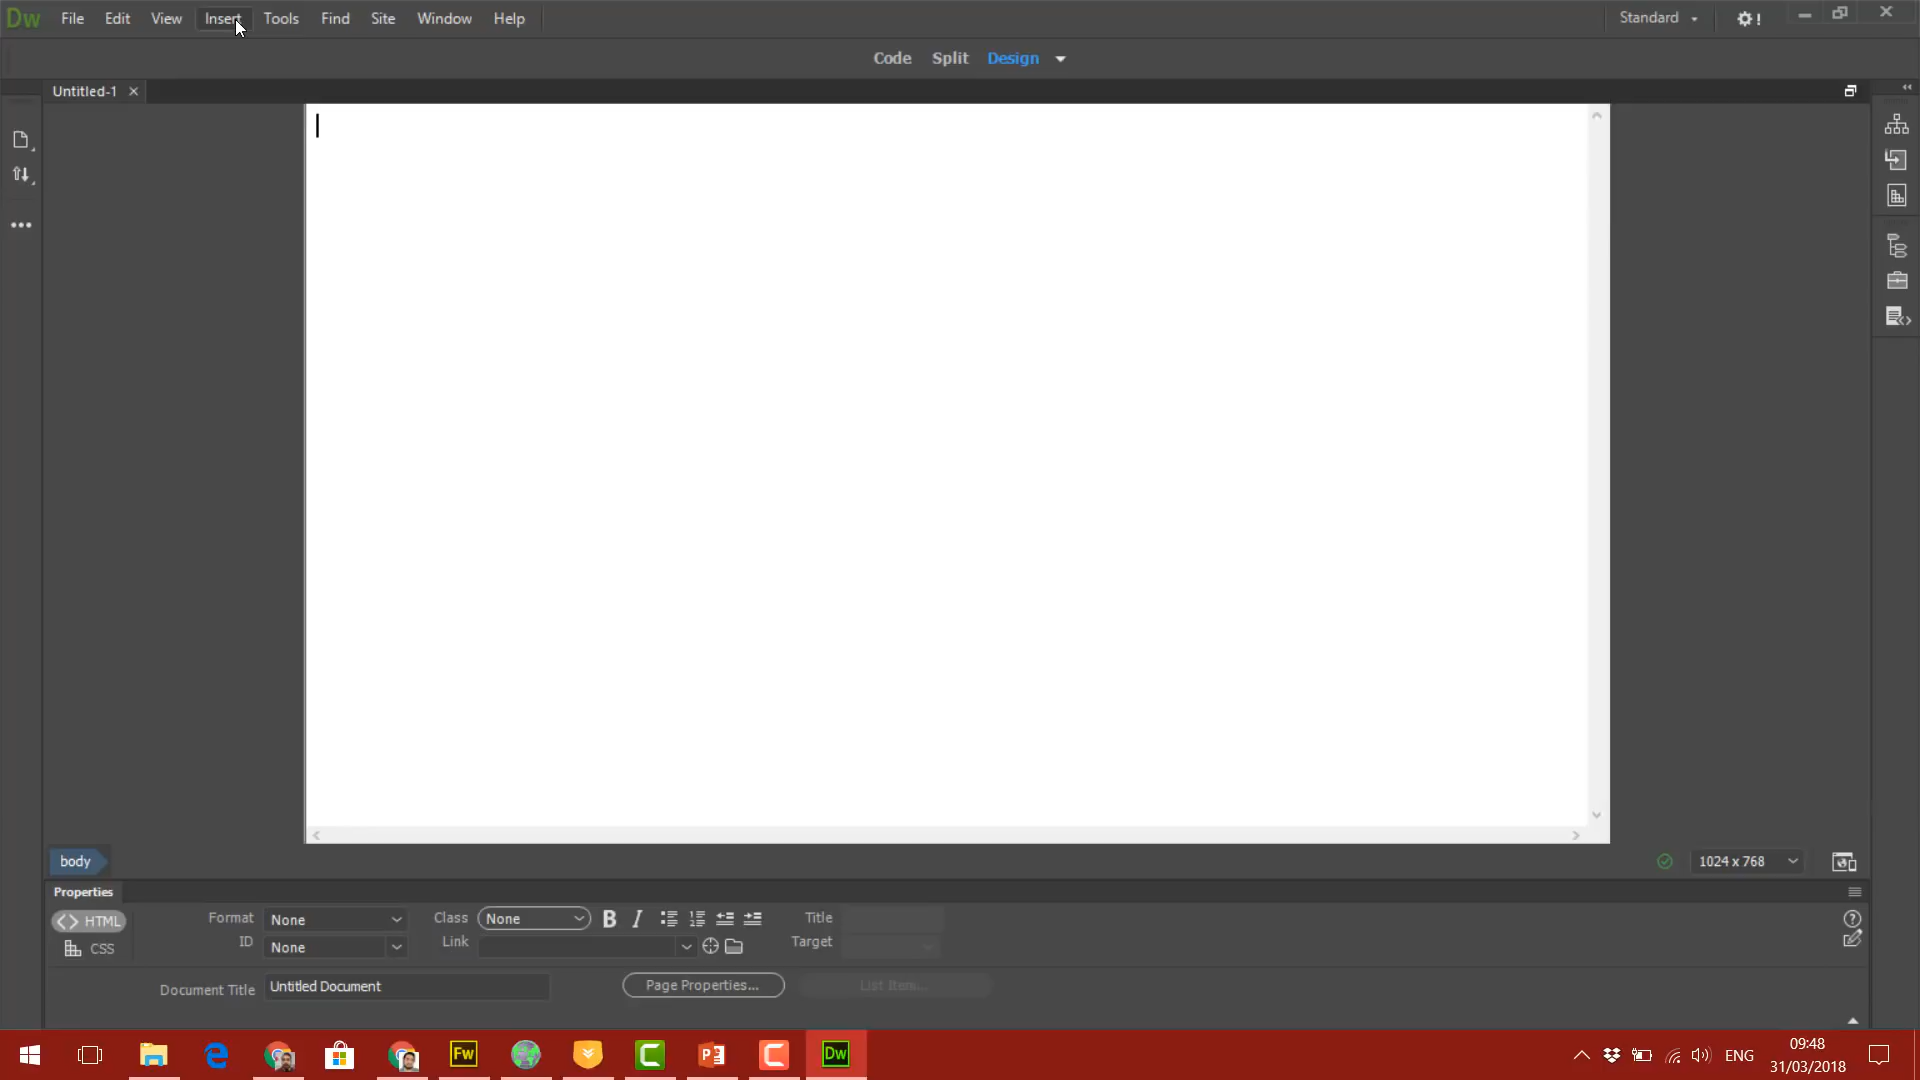 Dw File Edit View Insert Tools Find Site Window Help Standard
Code Split Design
Untitled-1
body
1024 x 768
Properties
HTML Format None Class None B I Title
CSS ID None Link Target
Document Title Untitled Document Page Properties... List Item...
Fw Dw ENG
09:48
31/03/2018